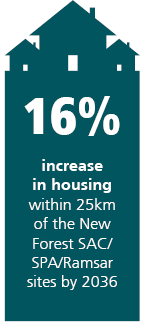 16%
increase
in housing
within 25km
of the New
Forest SAC/
SPA/Ramsar
sites by 2036